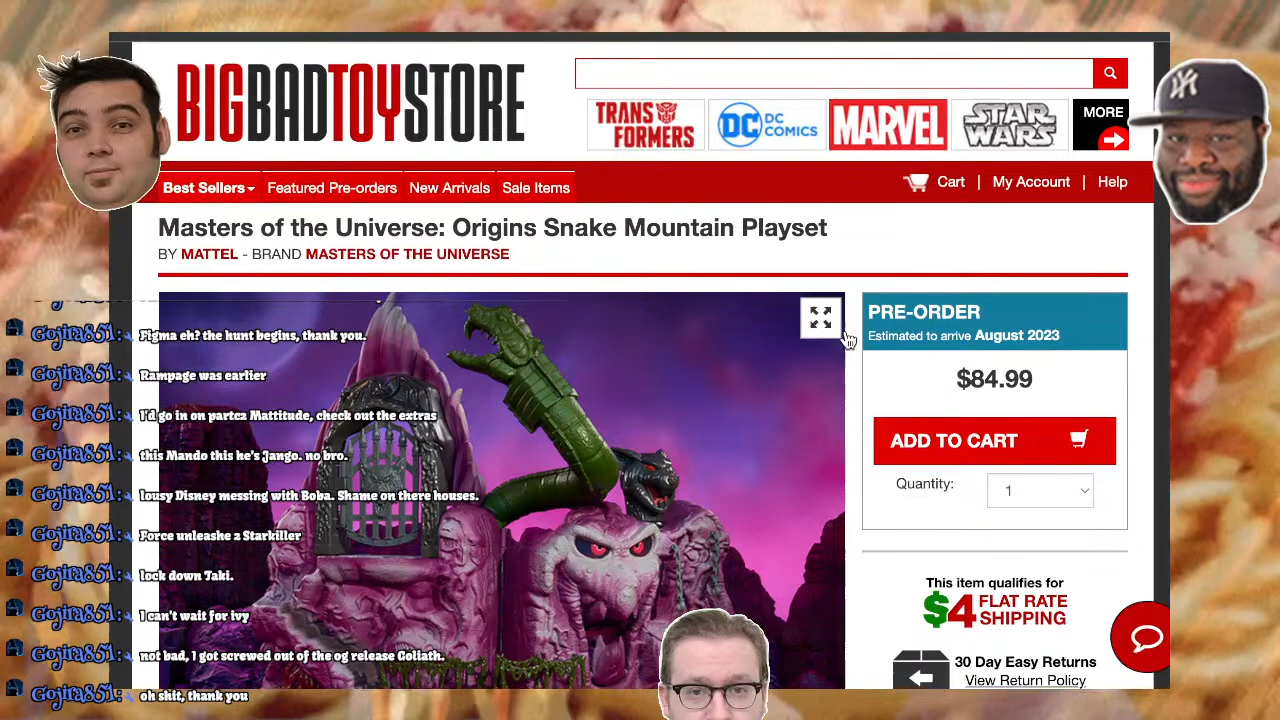 BIGBADTOYSTORE
TRANSFORMERS
DC DC COMICS
MARVEL
STAR WARS
MORE
Best Sellers
Featured Pre-orders
New Arrivals
Sale Items
Cart | My Account | Help
Masters of the Universe: Origins Snake Mountain Playset
BY MATTEL - BRAND MASTERS OF THE UNIVERSE
PRE-ORDER
Estimated to arrive August 2023
$84.99
ADD TO CART
Quantity:
1
This item qualifies for
$4 FLAT RATE SHIPPING
30 Day Easy Returns
View Return Policy
Gojira851: Figma eh? the hunt begins, thank you.
Gojira851: Rampage was earlier
Gojira851: I'd go in on partcz Mattitude, check out the extras
Gojira851: this Mando this he's Jango. no bro.
Gojira851: lousy Disney messing with Boba. Shame on there houses.
Gojira851: Force unleashe a Starkiller
Gojira851: lock down Taki.
Gojira851: I can't wait for ivy
Gojira851: not bad, I got screwed out of the og release Goliath.
Gojira851: oh shit, thank you